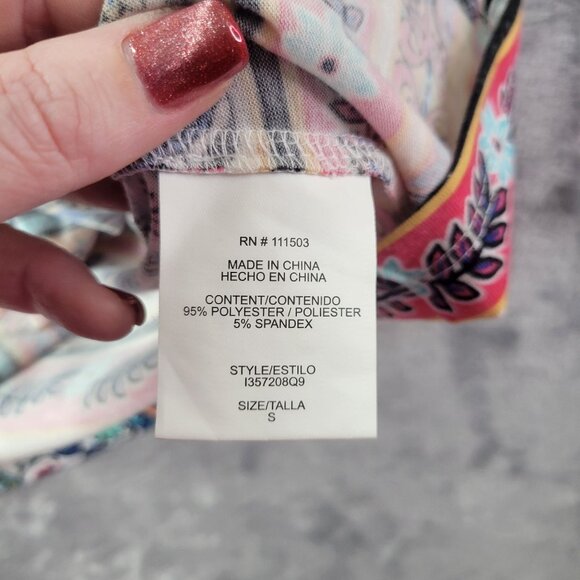 RN # 111503
MADE IN CHINA
HECHO EN CHINA
CONTENT/CONTENIDO
95% POLYESTER / POLIESTER
5% SPANDEX
STYLE/ESTILO
I357208Q9
SIZE/TALLA
S